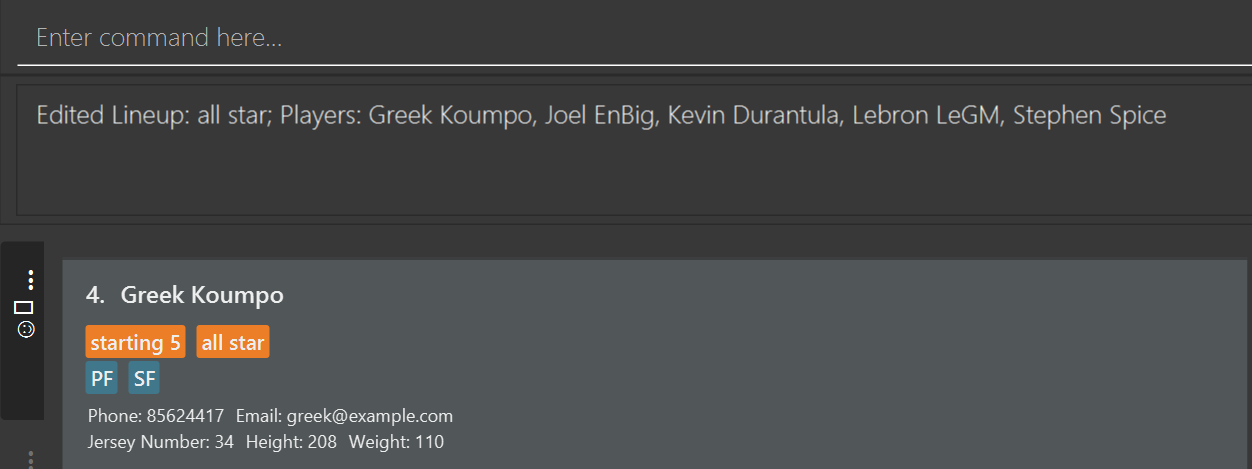 Enter command here...
Edited Lineup: all star; Players: Greek Koumpo, Joel EnBig, Kevin Durantula, Lebron LeGM, Stephen Spice
4. Greek Koumpo
starting 5 all star
PF SF
Phone: 85624417 Email: greek@example.com
Jersey Number: 34 Height: 208 Weight: 110